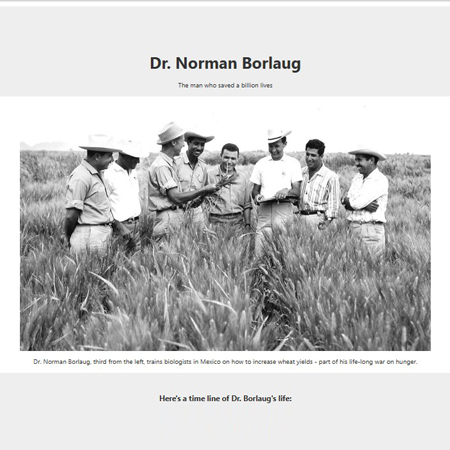 Dr. Norman Borlaug
The man who saved a billion lives
Dr. Norman Borlaug, third from the left, trains biologists in Mexico on how to increase wheat yields - part of his life-long war on hunger.
Here's a time line of Dr. Borlaug's life: